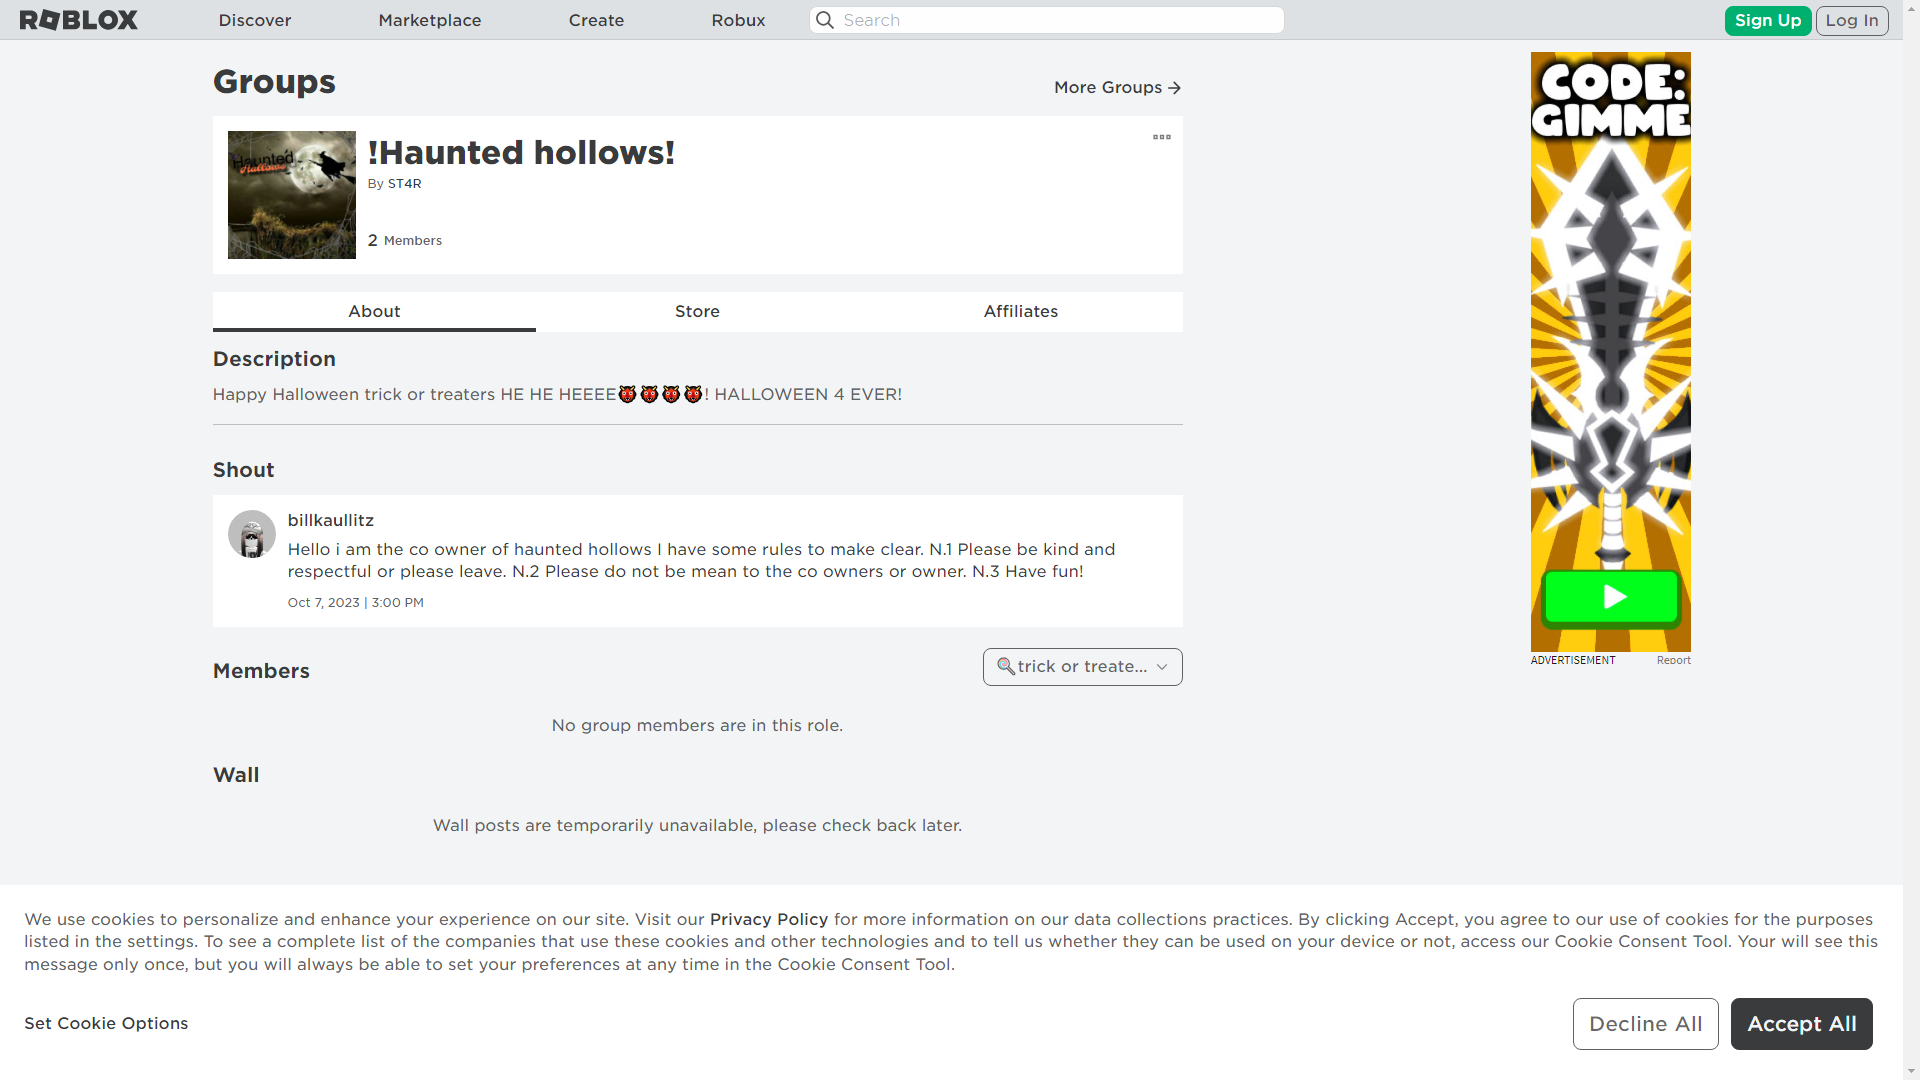 ROBLOX
Discover
Marketplace
Create
Robux
Search
Sign Up
Log In
Groups
More Groups
Haunted
Hallows
!Haunted hollows!
By ST4R
2 Members
About
Store
Affiliates
Description
Happy Halloween trick or treaters HE HE HEEEE👹👹👹👹! HALLOWEEN 4 EVER!
Shout
billkaullitz
Hello i am the co owner of haunted hollows I have some rules to make clear. N.1 Please be kind and
respectful or please leave. N.2 Please do not be mean to the co owners or owner. N.3 Have fun!
Oct 7, 2023 | 3:00 PM
Members
🍭trick or treate...
No group members are in this role.
Wall
Wall posts are temporarily unavailable, please check back later.
CODE:
GIMME
ADVERTISEMENT
Report
We use cookies to personalize and enhance your experience on our site. Visit our Privacy Policy for more information on our data collections practices. By clicking Accept, you agree to our use of cookies for the purposes
listed in the settings. To see a complete list of the companies that use these cookies and other technologies and to tell us whether they can be used on your device or not, access our Cookie Consent Tool. Your will see this
message only once, but you will always be able to set your preferences at any time in the Cookie Consent Tool.
Set Cookie Options
Decline All
Accept All